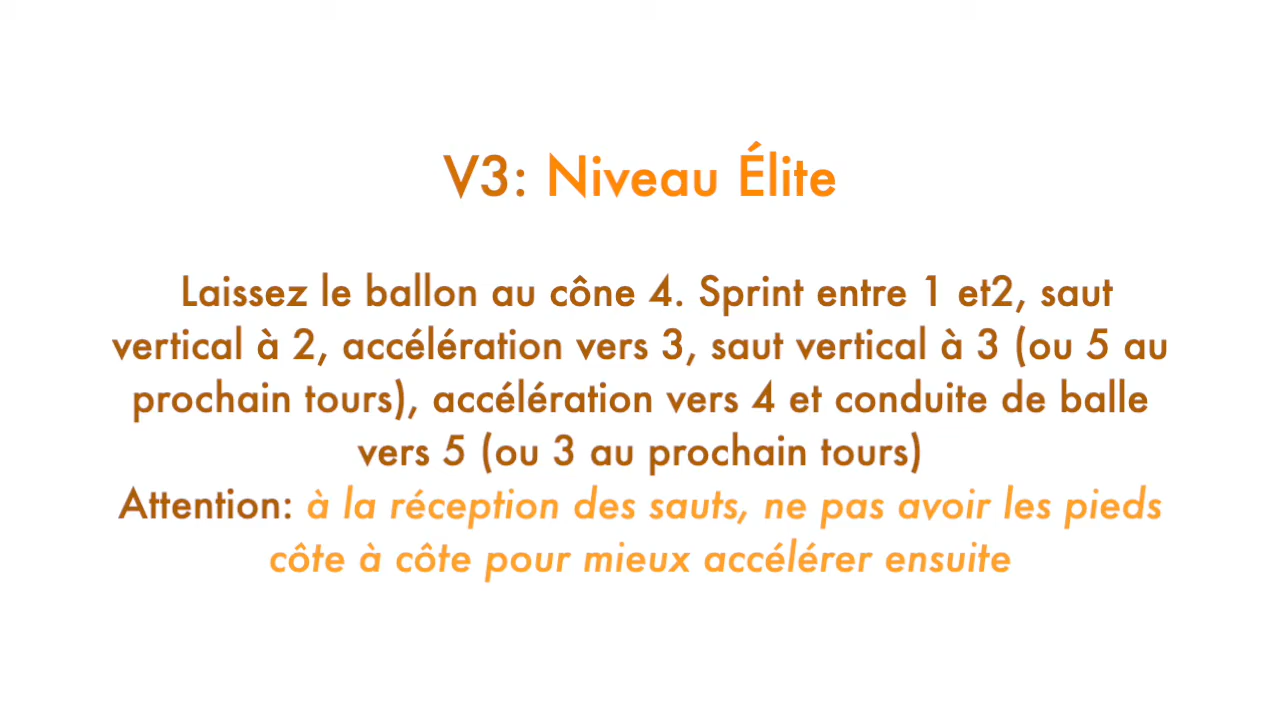 V3: Niveau Élite
Laissez le ballon au cône 4. Sprint entre 1 et2, saut
vertical à 2, accélération vers 3, saut vertical à 3 (ou 5 au
prochain tours), accélération vers 4 et conduite de balle
vers 5 (ou 3 au prochain tours)
Attention: à la réception des sauts, ne pas avoir les pieds
côte à côte pour mieux accélérer ensuite